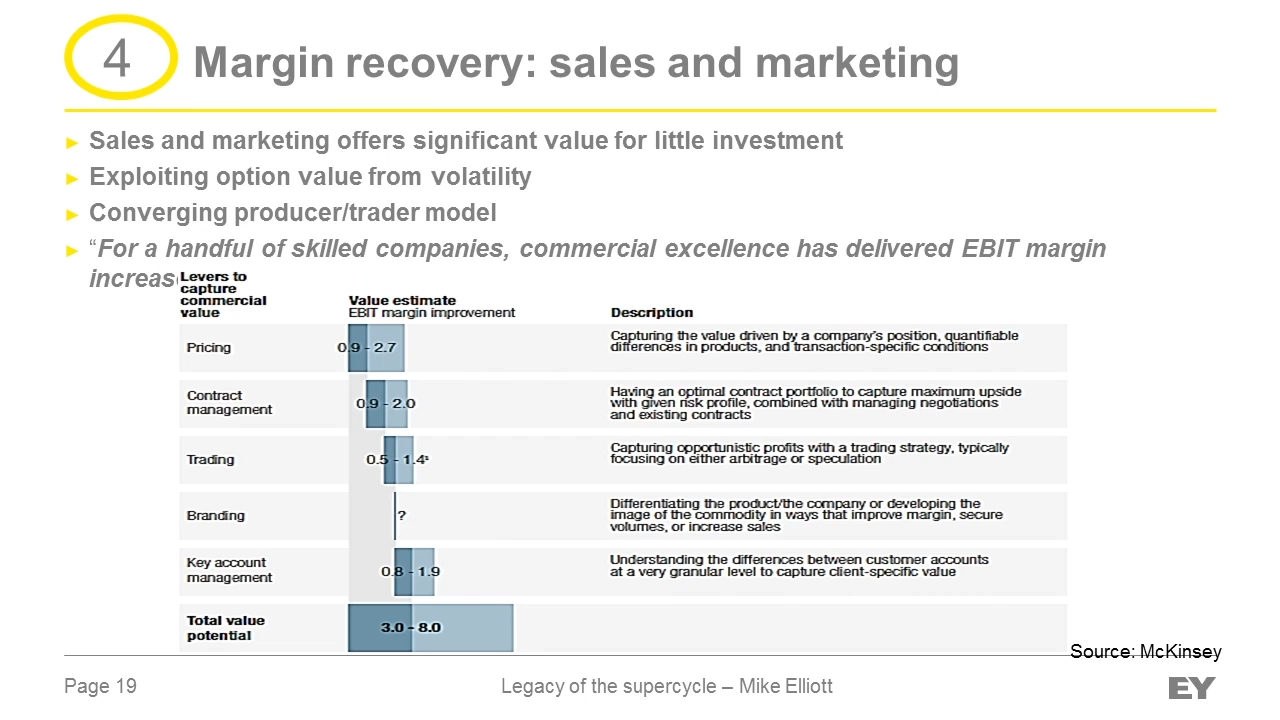 4
Margin recovery: sales and marketing
► Sales and marketing offers significant value for little investment
► Exploiting option value from volatility
► Converging producer/trader model
► “For a handful of skilled companies, commercial excellence has delivered EBIT margin
increas
Levers to
capture
commercial
value
Value estimate
EBIT margin improvement
Description
Pricing
0.9 - 2.7
Capturing the value driven by a company's position, quantifiable
differences in products, and transaction-specific conditions
Contract
management
0.9 - 2.0
Having an optimal contract portfolio to capture maximum upside
with given risk profile, combined with managing negotiations
and existing contracts
Trading
0.5 - 1.4¹
Capturing opportunistic profits with a trading strategy, typically
focusing on either arbitrage or speculation
Branding
?
Differentiating the product/the company or developing the
image of the commodity in ways that improve margin, secure
volumes, or increase sales
Key account
management
0.8 - 1.9
Understanding the differences between customer accounts
at a very granular level to capture client-specific value
Total value
potential
3.0 - 8.0
Source: McKinsey
Page 19
Legacy of the supercycle – Mike Elliott
EY